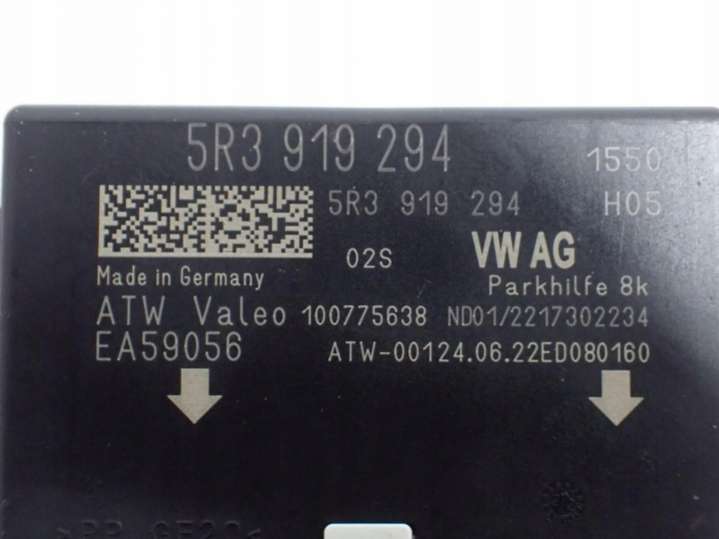 5R3 919 294 1550
5R3 919 294 H05
02S VW AG
Made in Germany Parkhilfe 8k
ATW Valeo 100775638 ND01/2217302234
EA59056 ATW-00124.06.22ED080160